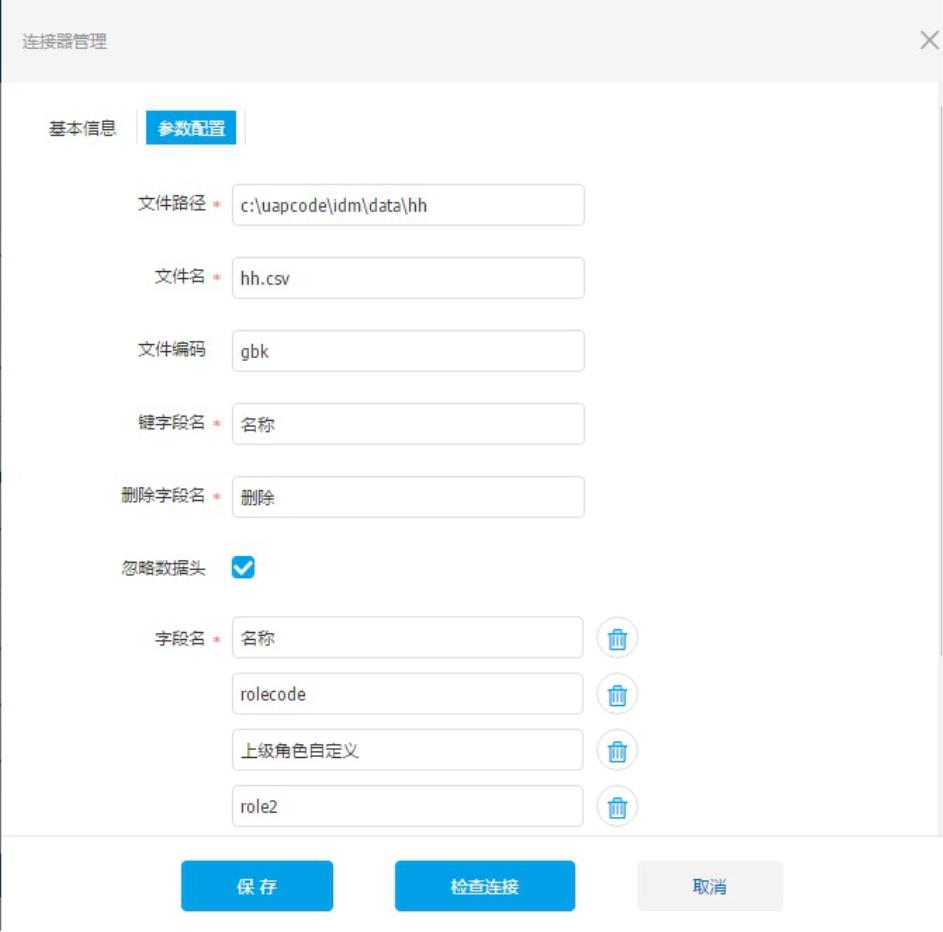 连接器管理
基本信息 参数配置
文件路径 * c:\uapcode\idm\data\hh
文件名 * hh.csv
文件编码 gbk
键字段名 * 名称
删除字段名 * 删除
忽略数据头
字段名 * 名称
rolecode
上级角色自定义
role2
保存 检查连接 取消